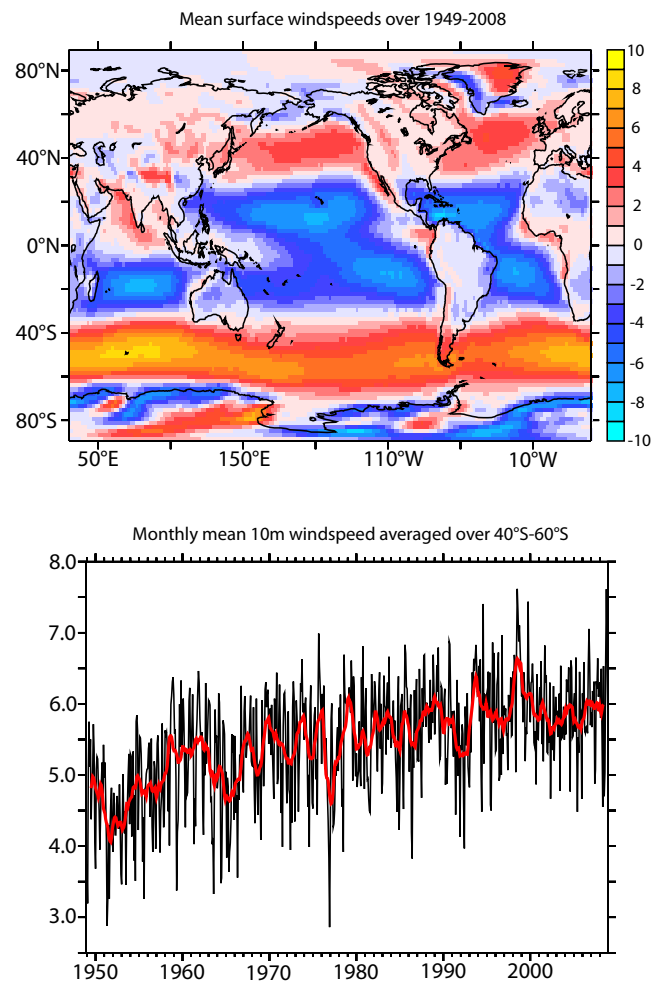 Mean surface windspeeds over 1949-2008
80°N
40°N
0°N
40°S
80°S
50°E 150°W 110°W 10°W
10
8
6
4
2
0
-2
-4
-6
-8
-10
Monthly mean 10m windspeed averaged over 40°S-60°S
8.0
7.0
6.0
5.0
4.0
3.0
1950 1960 1970 1980 1990 2000